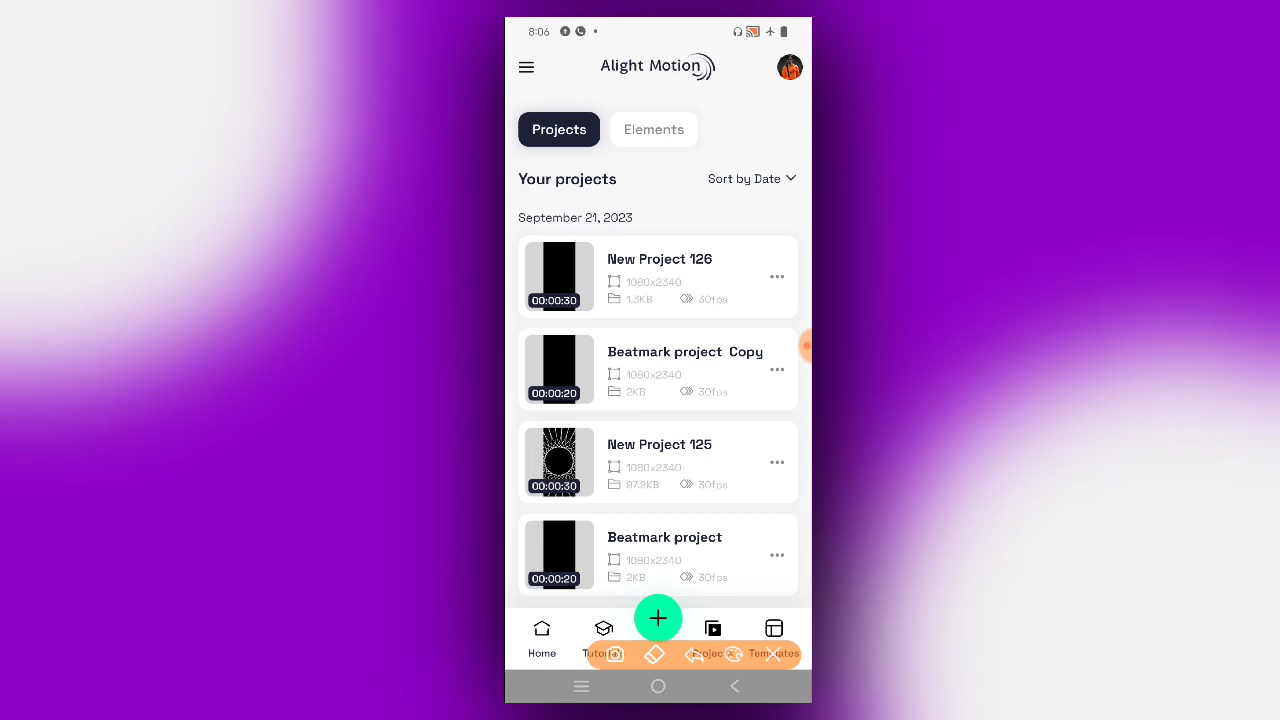 8:06
Alight Motion
Projects
Elements
Your projects
Sort by Date
September 21, 2023
New Project 126
1080x2340
1.3KB
30fps
00:00:30
Beatmark project Copy
1080x2340
2KB
30fps
00:00:20
New Project 125
1080x2340
97.9KB
30fps
00:00:30
Beatmark project
1080x2340
2KB
30fps
00:00:20
Home
Projects
Templates